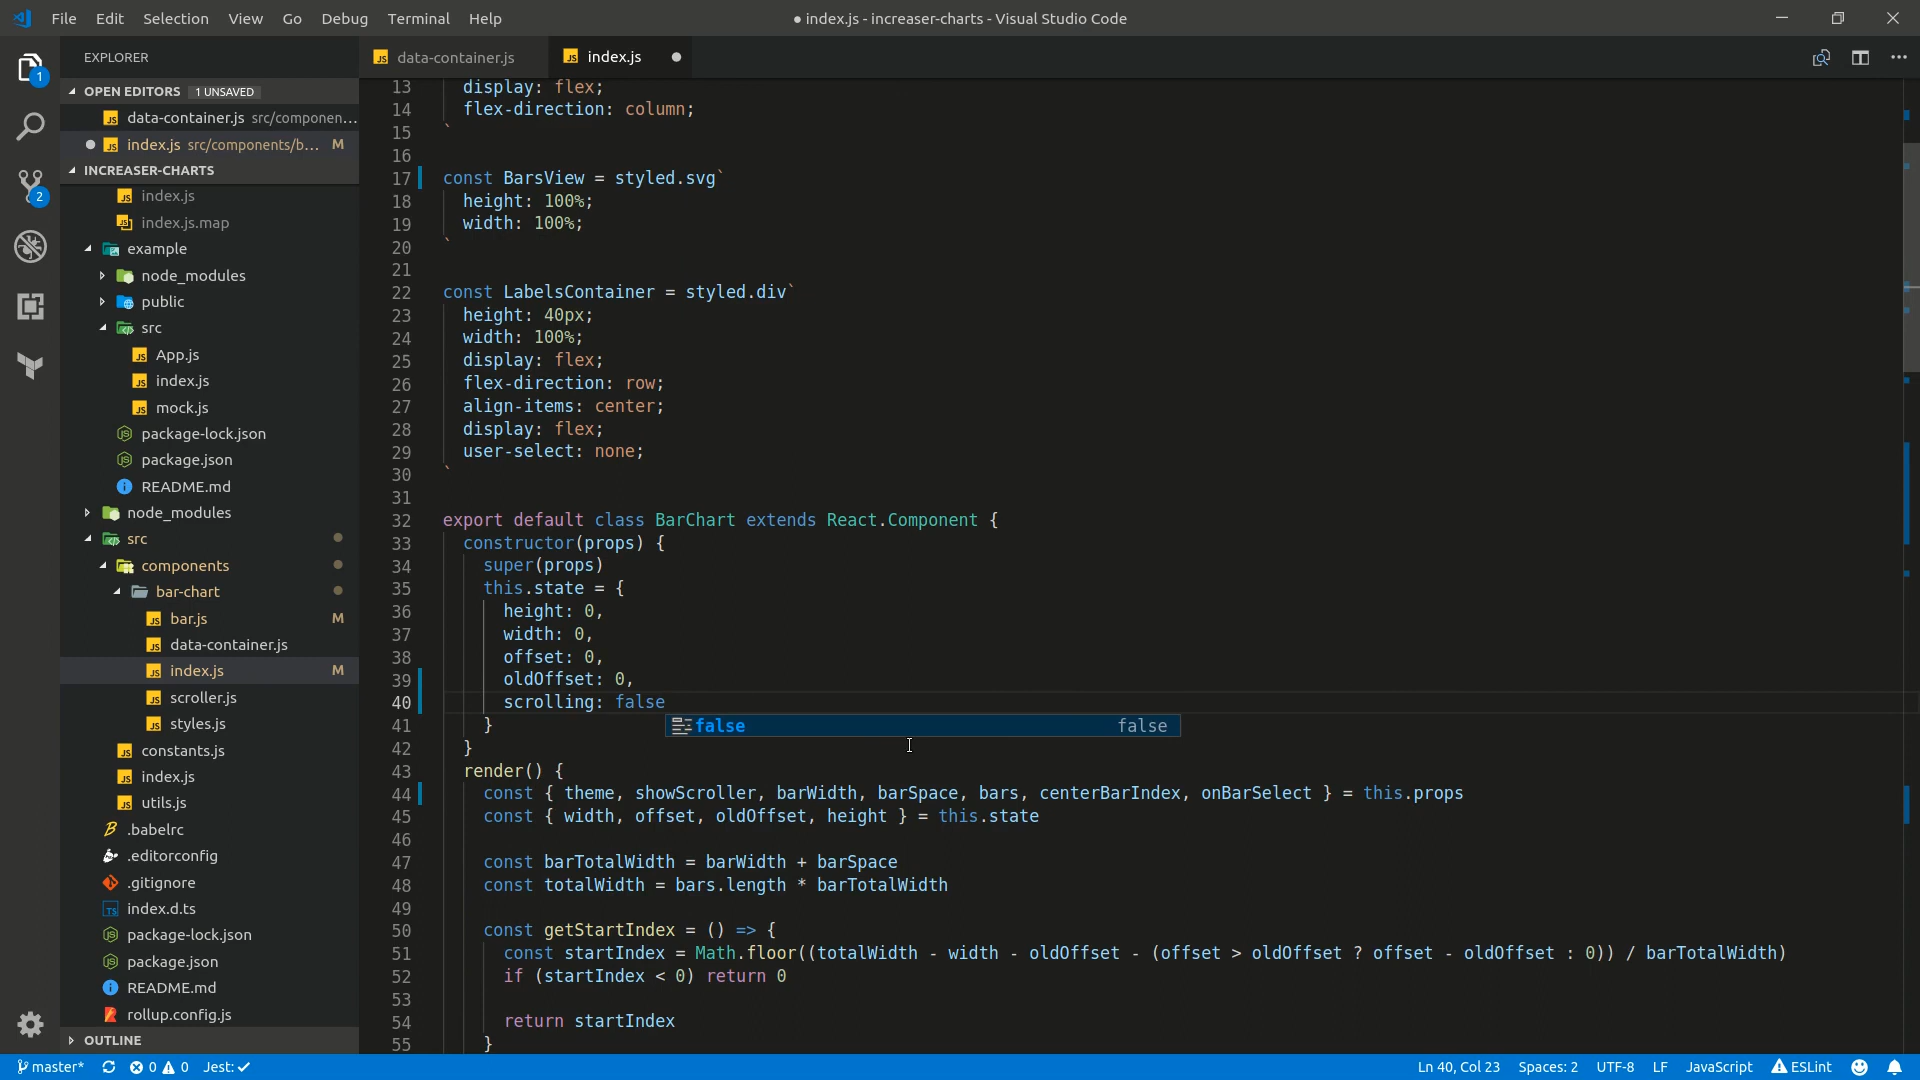 File Edit Selection View Go Debug Terminal Help
● index.js - increaser-charts - Visual Studio Code
1
2
EXPLORER
OPEN EDITORS 1 UNSAVED
data-container.js src/componen...
index.js src/components/b... M
INCREASER-CHARTS
index.js
index.js.map
example
node_modules
public
src
App.js
index.js
mock.js
package-lock.json
package.json
README.md
node_modules
src
components
bar-chart
bar.js M
data-container.js
index.js M
scroller.js
styles.js
constants.js
index.js
utils.js
.babelrc
.editorconfig
.gitignore
index.d.ts
package-lock.json
package.json
README.md
rollup.config.js
OUTLINE
data-container.js
index.js ●
13 display: flex;
14 flex-direction: column;
15 `
16
17 const BarsView = styled.svg`
18 height: 100%;
19 width: 100%;
20 `
21
22 const LabelsContainer = styled.div`
23 height: 40px;
24 width: 100%;
25 display: flex;
26 flex-direction: row;
27 align-items: center;
28 display: flex;
29 user-select: none;
30 `
31
32 export default class BarChart extends React.Component {
33 constructor(props) {
34 super(props)
35 this.state = {
36 height: 0,
37 width: 0,
38 offset: 0,
39 oldOffset: 0,
40 scrolling: false
41 }
false false
42 }
43 render() {
44 const { theme, showScroller, barWidth, barSpace, bars, centerBarIndex, onBarSelect } = this.props
45 const { width, offset, oldOffset, height } = this.state
46
47 const barTotalWidth = barWidth + barSpace
48 const totalWidth = bars.length * barTotalWidth
49
50 const getStartIndex = () => {
51 const startIndex = Math.floor((totalWidth - width - oldOffset - (offset > oldOffset ? offset - oldOffset : 0)) / barTotalWidth)
52 if (startIndex < 0) return 0
53
54 return startIndex
55 }
master* 0 0 Jest: ✓
Ln 40, Col 23 Spaces: 2 UTF-8 LF JavaScript ESLint